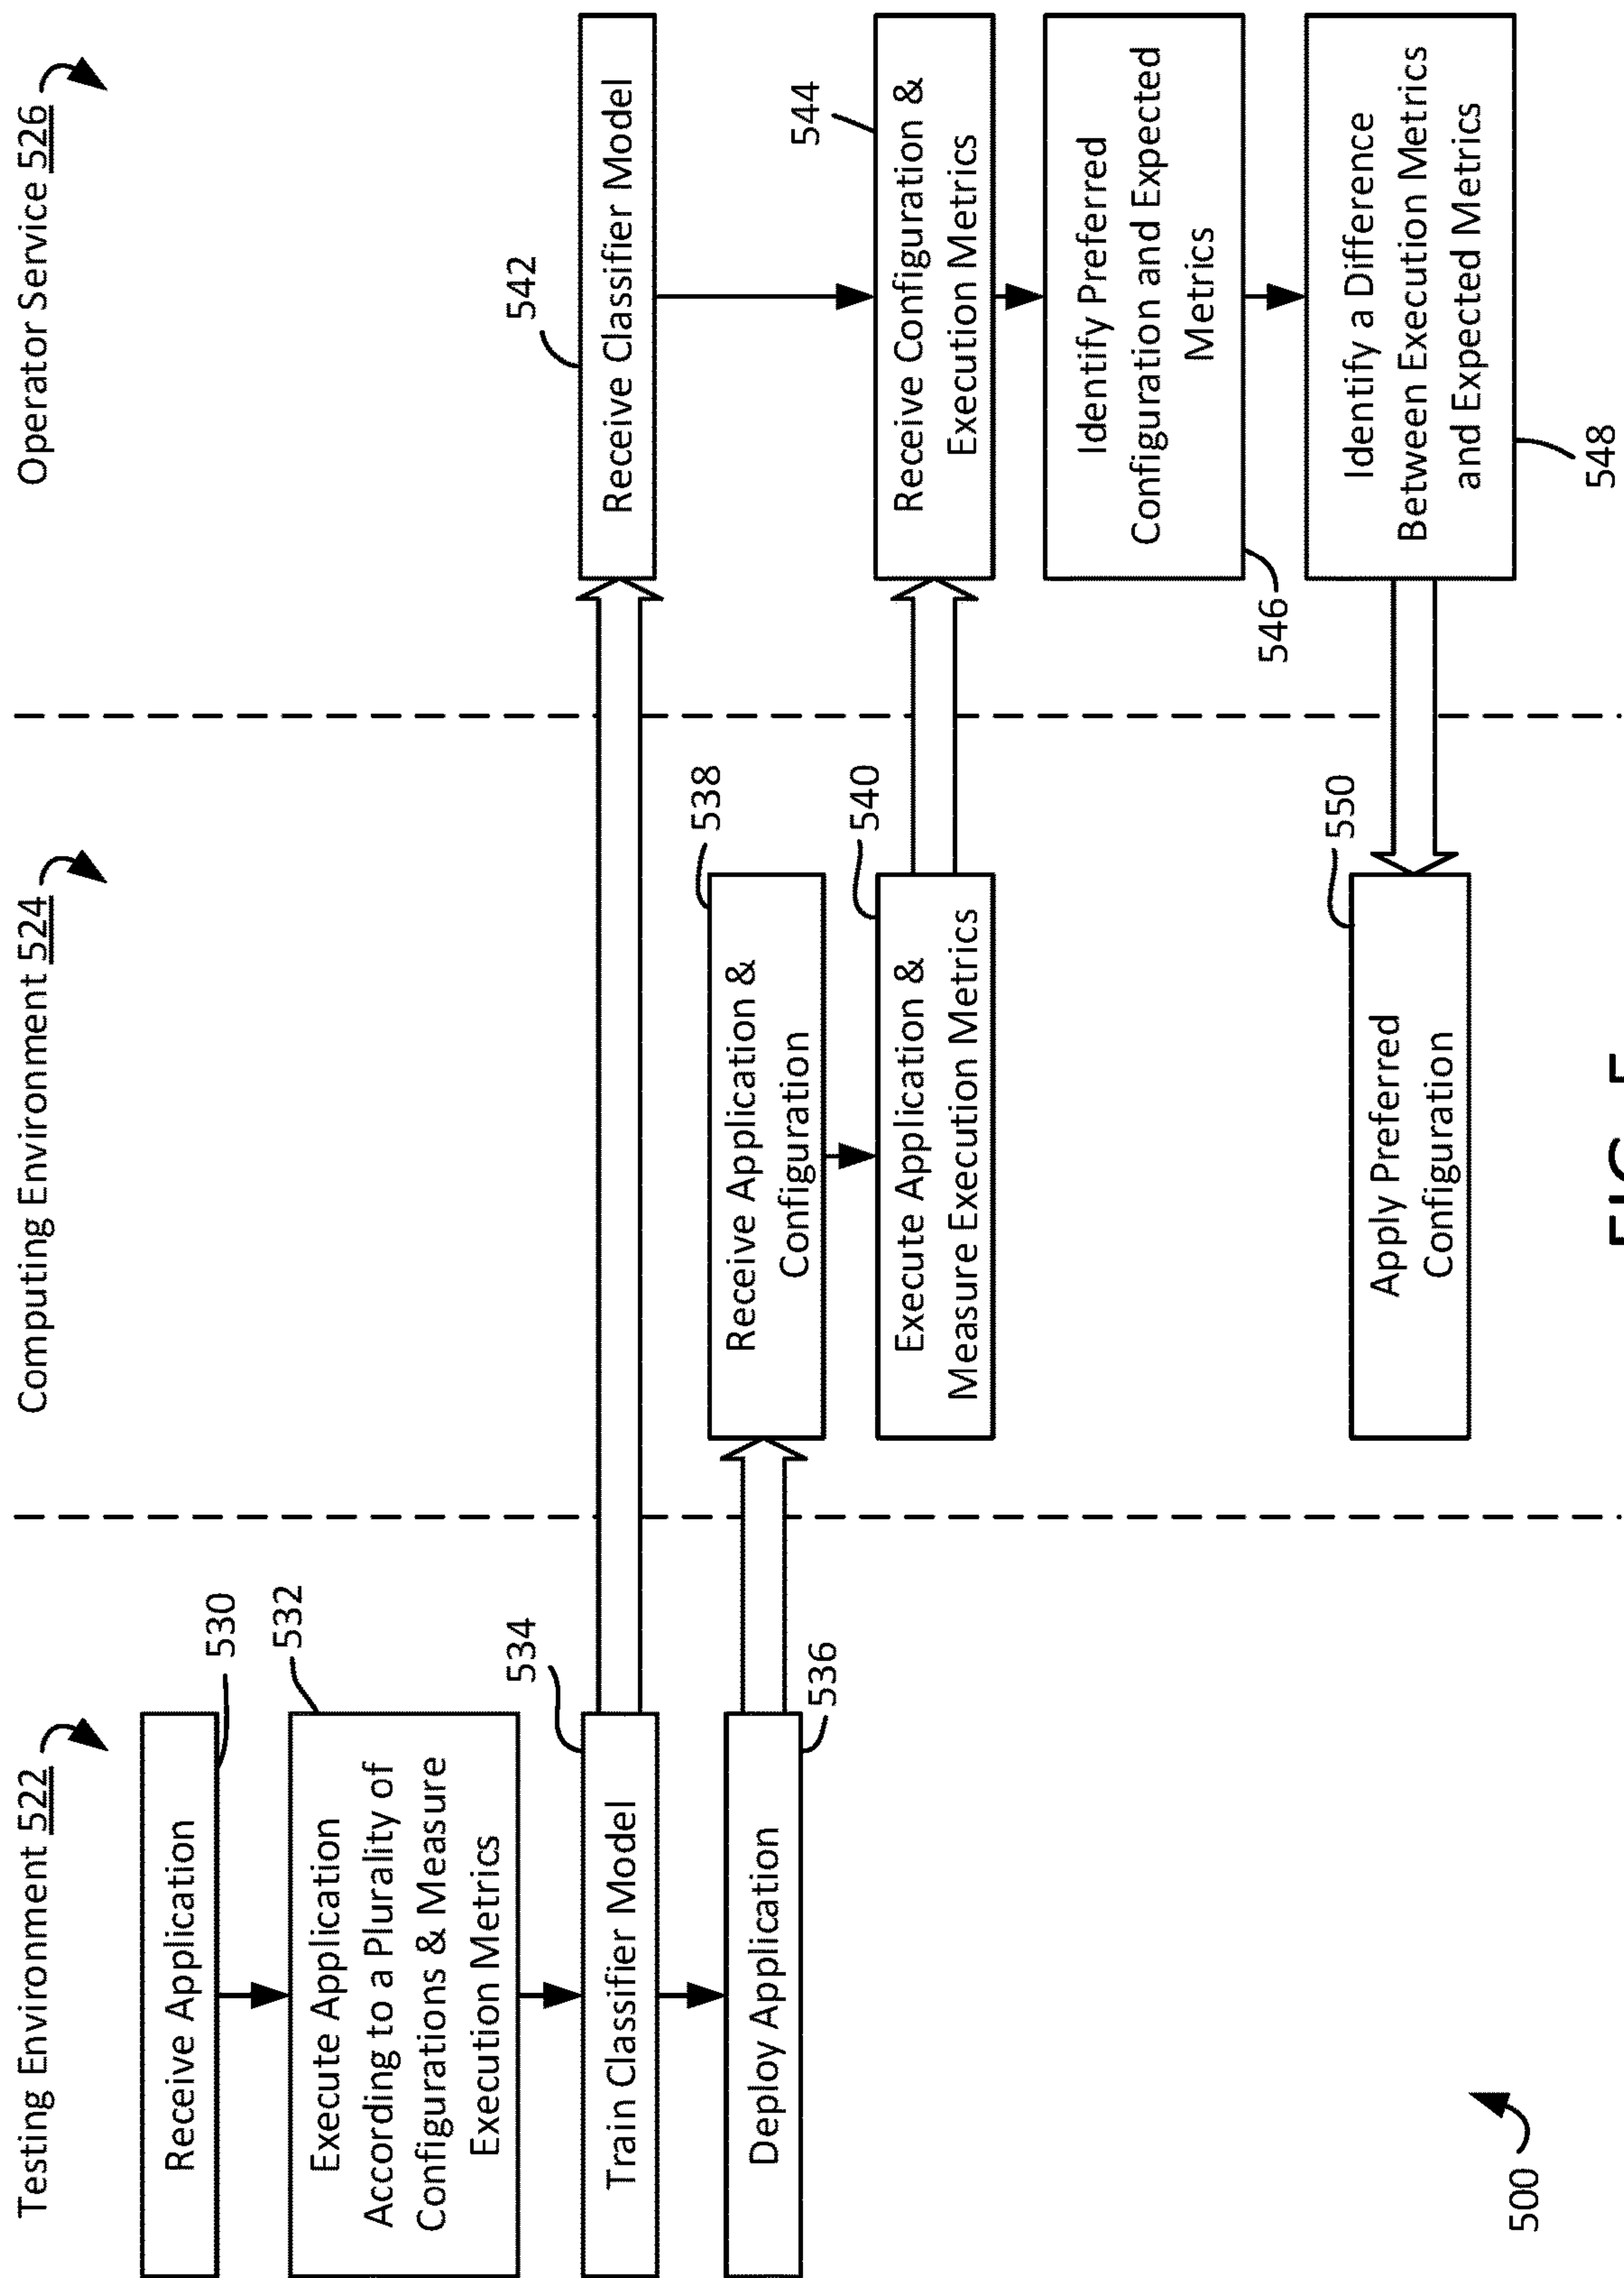 Testing Environment 522
Receive Application
530
Execute Application
According to a Plurality of
Configurations & Measure
Execution Metrics
532
Train Classifier Model
534
Deploy Application
536
500
Computing Environment 524
Receive Application &
Configuration
538
Execute Application &
Measure Execution Metrics
540
Apply Preferred
Configuration
550
Operator Service 526
Receive Classifier Model
542
Receive Configuration &
Execution Metrics
544
Identify Preferred
Configuration and Expected
Metrics
546
Identify a Difference
Between Execution Metrics
and Expected Metrics
548